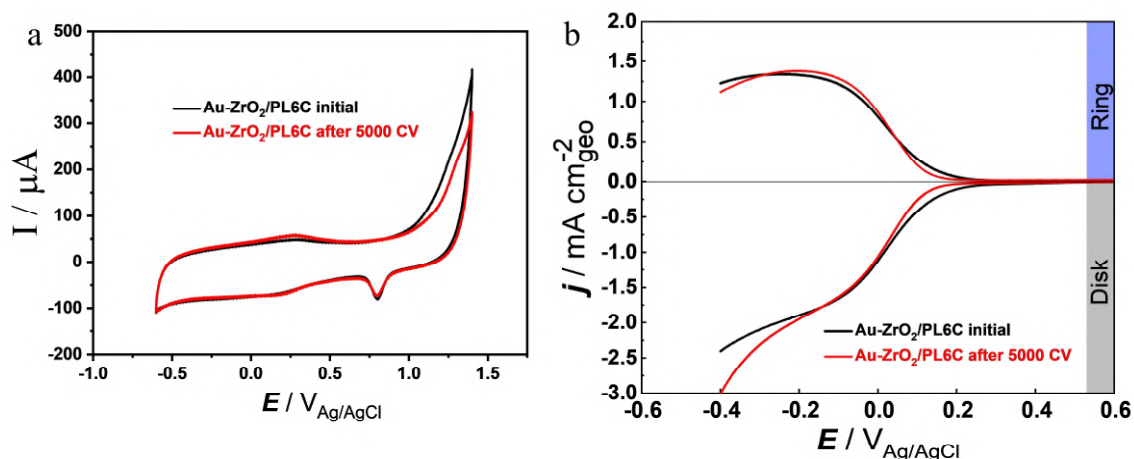 a
I / μA
500
400
300
200
100
0
-100
-200
-1.0
-0.5
0.0
0.5
1.0
1.5
E / V_Ag/AgCl
Au-ZrO₂/PL6C initial
Au-ZrO₂/PL6C after 5000 CV
b
j / mA cm⁻²_geo
2.0
1.5
1.0
0.5
0.0
-0.5
-1.0
-1.5
-2.0
-2.5
-3.0
-0.6
-0.4
-0.2
0.0
0.2
0.4
0.6
E / V_Ag/AgCl
Au-ZrO₂/PL6C initial
Au-ZrO₂/PL6C after 5000 CV
Ring
Disk